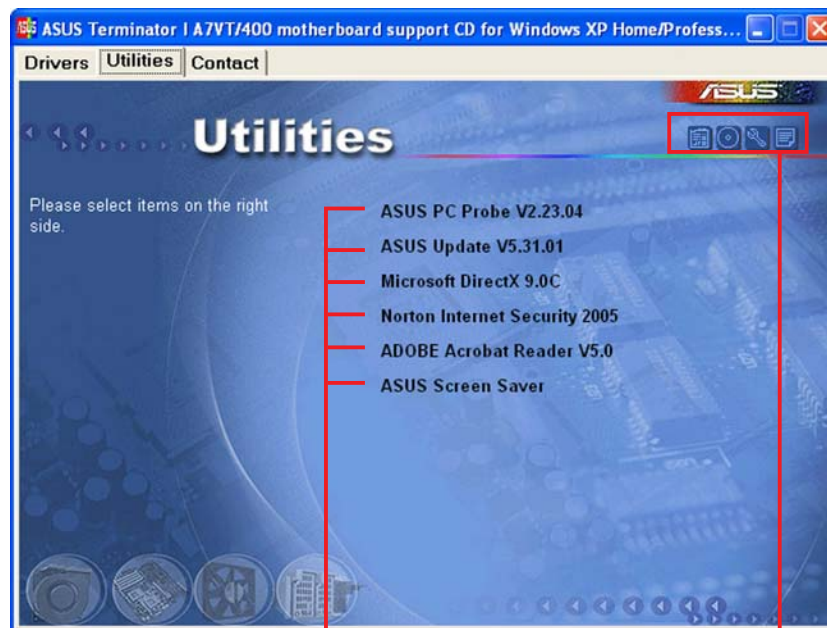 ASUS Terminator I A7VT/400 motherboard support CD for Windows XP Home/Profess...
Drivers Utilities Contact
ASUS
Utilities
Please select items on the right
side.
ASUS PC Probe V2.23.04
ASUS Update V5.31.01
Microsoft DirectX 9.0C
Norton Internet Security 2005
ADOBE Acrobat Reader V5.0
ASUS Screen Saver